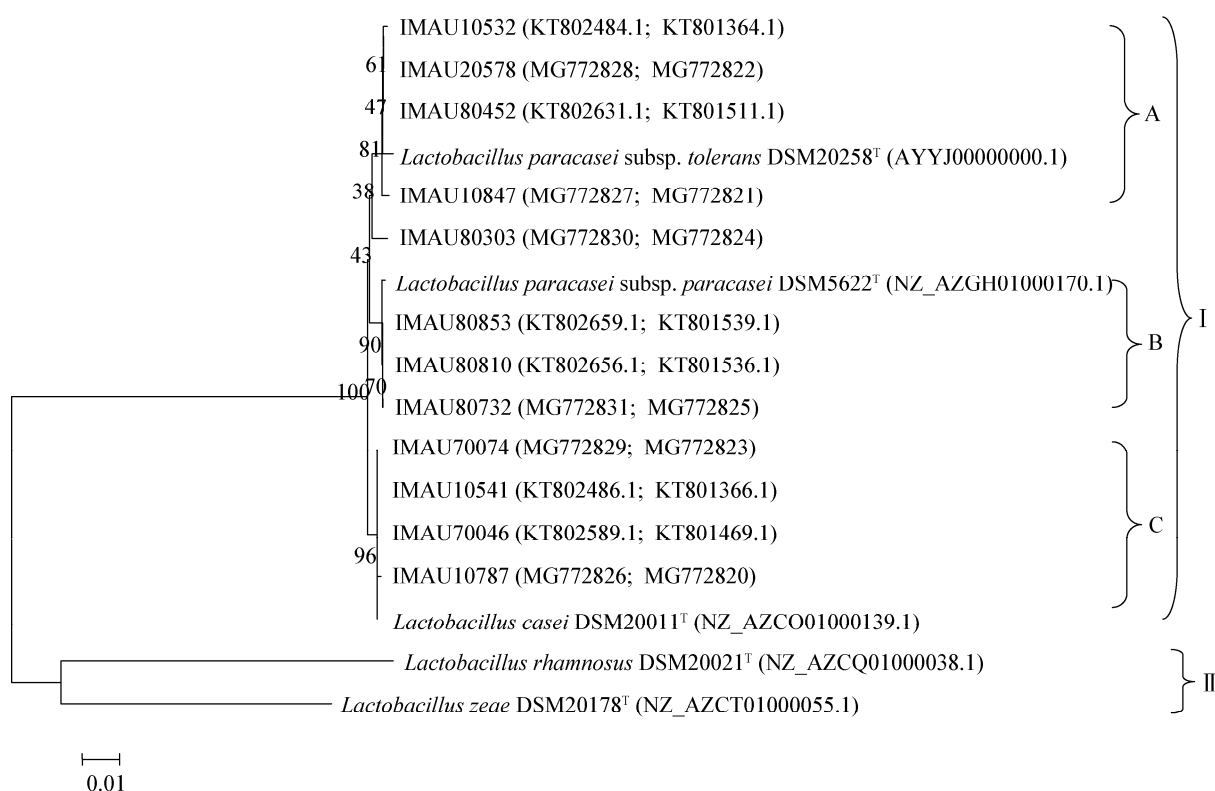 IMAU10532 (KT802484.1; KT801364.1)
61
IMAU20578 (MG772828; MG772822)
47
IMAU80452 (KT802631.1; KT801511.1)
A
81
Lactobacillus paracasei subsp. tolerans DSM20258ᵀ (AYYJ00000000.1)
38
IMAU10847 (MG772827; MG772821)
IMAU80303 (MG772830; MG772824)
43
Lactobacillus paracasei subsp. paracasei DSM5622ᵀ (NZ_AZGH01000170.1)
IMAU80853 (KT802659.1; KT801539.1)
I
90
B
IMAU80810 (KT802656.1; KT801536.1)
100
70
IMAU80732 (MG772831; MG772825)
IMAU70074 (MG772829; MG772823)
IMAU10541 (KT802486.1; KT801366.1)
C
IMAU70046 (KT802589.1; KT801469.1)
96
IMAU10787 (MG772826; MG772820)
Lactobacillus casei DSM20011ᵀ (NZ_AZCO01000139.1)
Lactobacillus rhamnosus DSM20021ᵀ (NZ_AZCQ01000038.1)
II
Lactobacillus zeae DSM20178ᵀ (NZ_AZCT01000055.1)
0.01